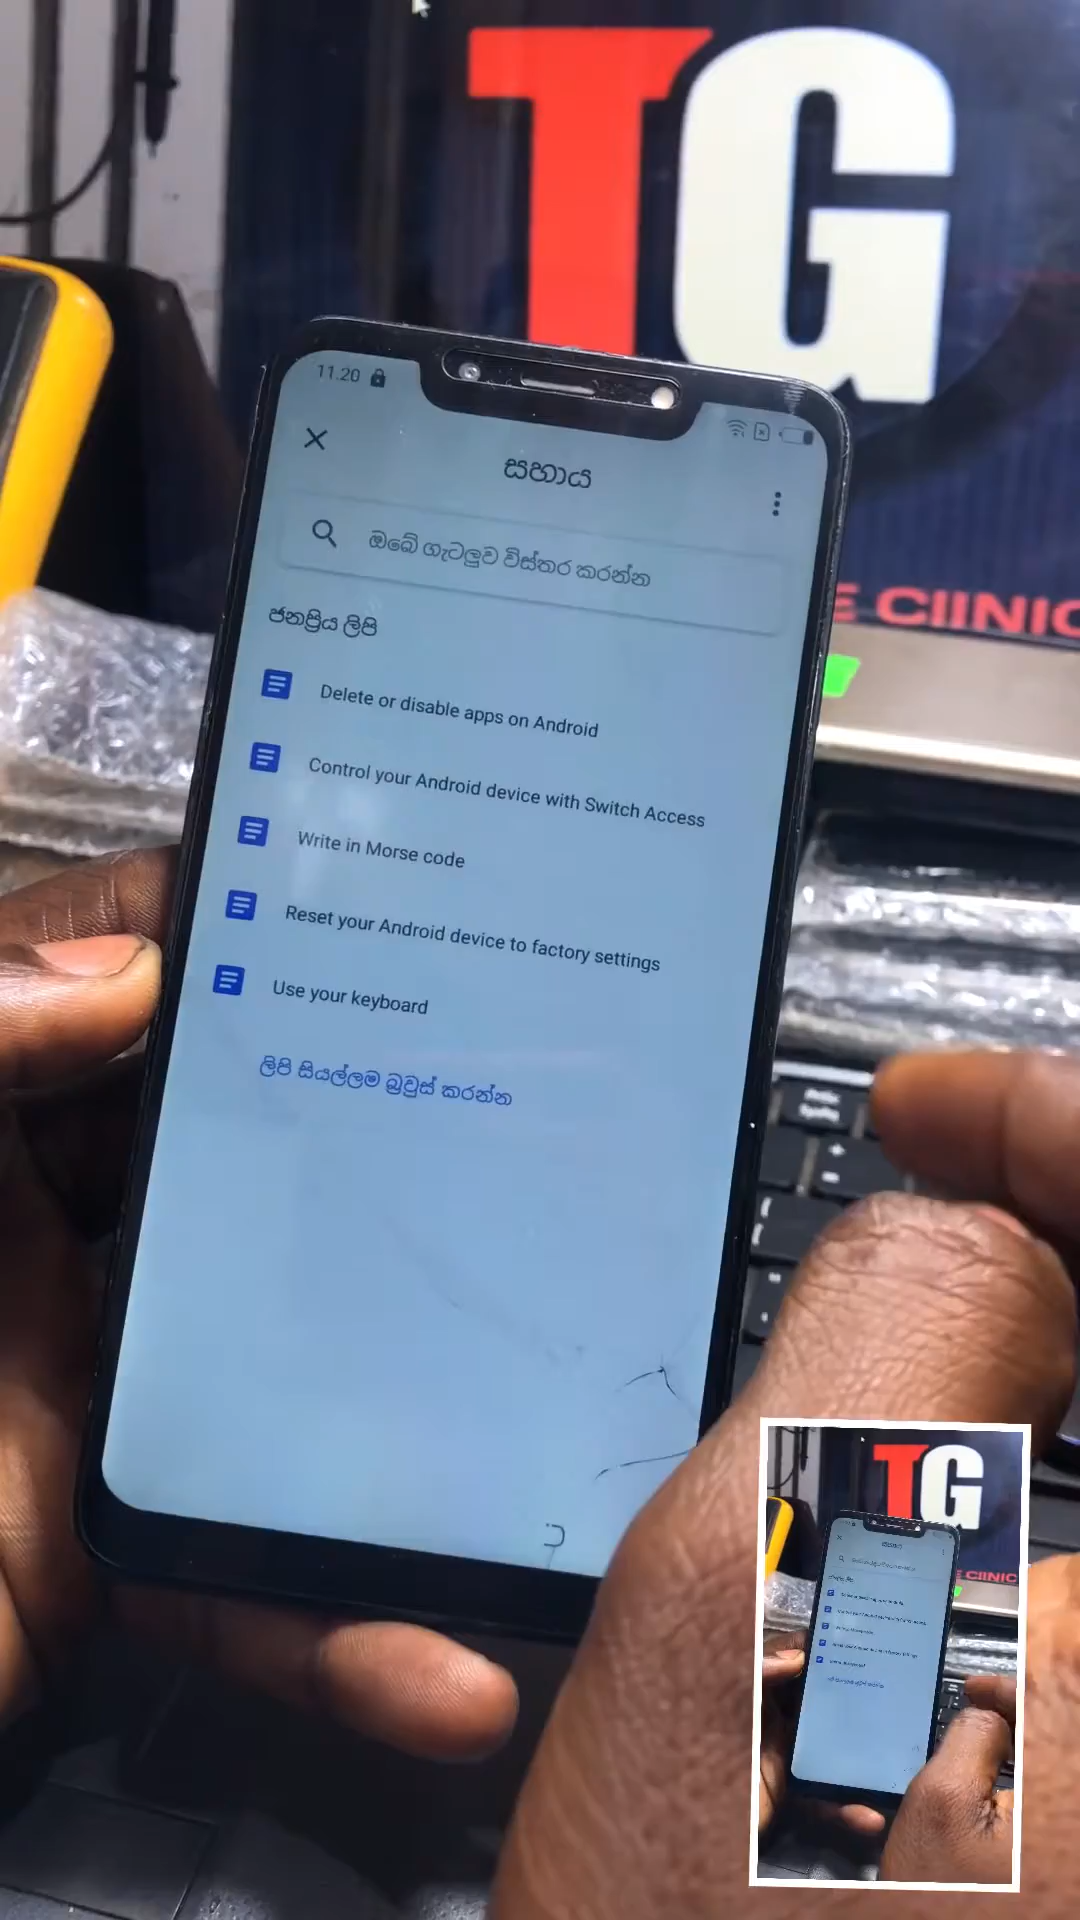 TG
E CIINIC
11.20
සහාය
ඔබේ ගැටලුව විස්තර කරන්න
ජනප්‍රිය ලිපි
Delete or disable apps on Android
Control your Android device with Switch Access
Write in Morse code
Reset your Android device to factory settings
Use your keyboard
ලිපි සියල්ලම බ්‍රවුස් කරන්න
TG
E CIINIC